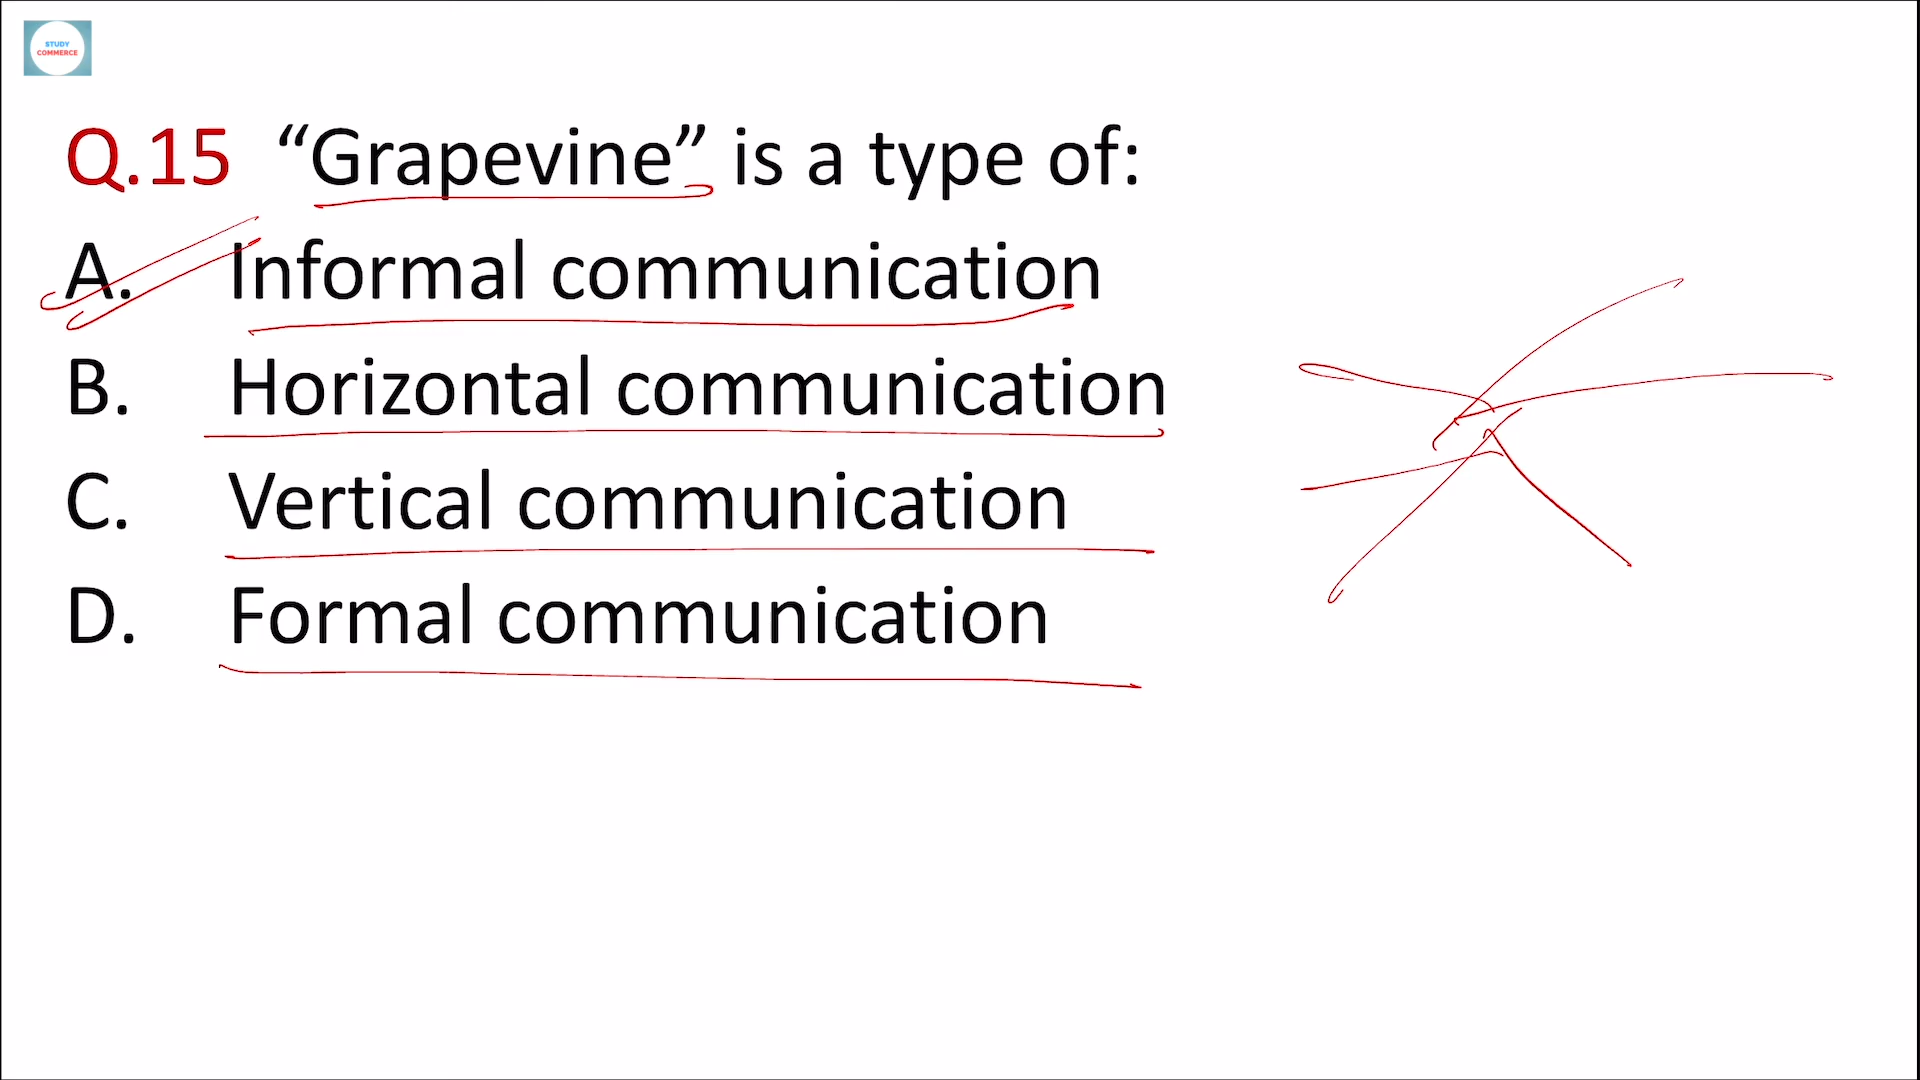 STUDY
COMMERCE
Q.15 “Grapevine” is a type of:
A. Informal communication
B. Horizontal communication
C. Vertical communication
D. Formal communication